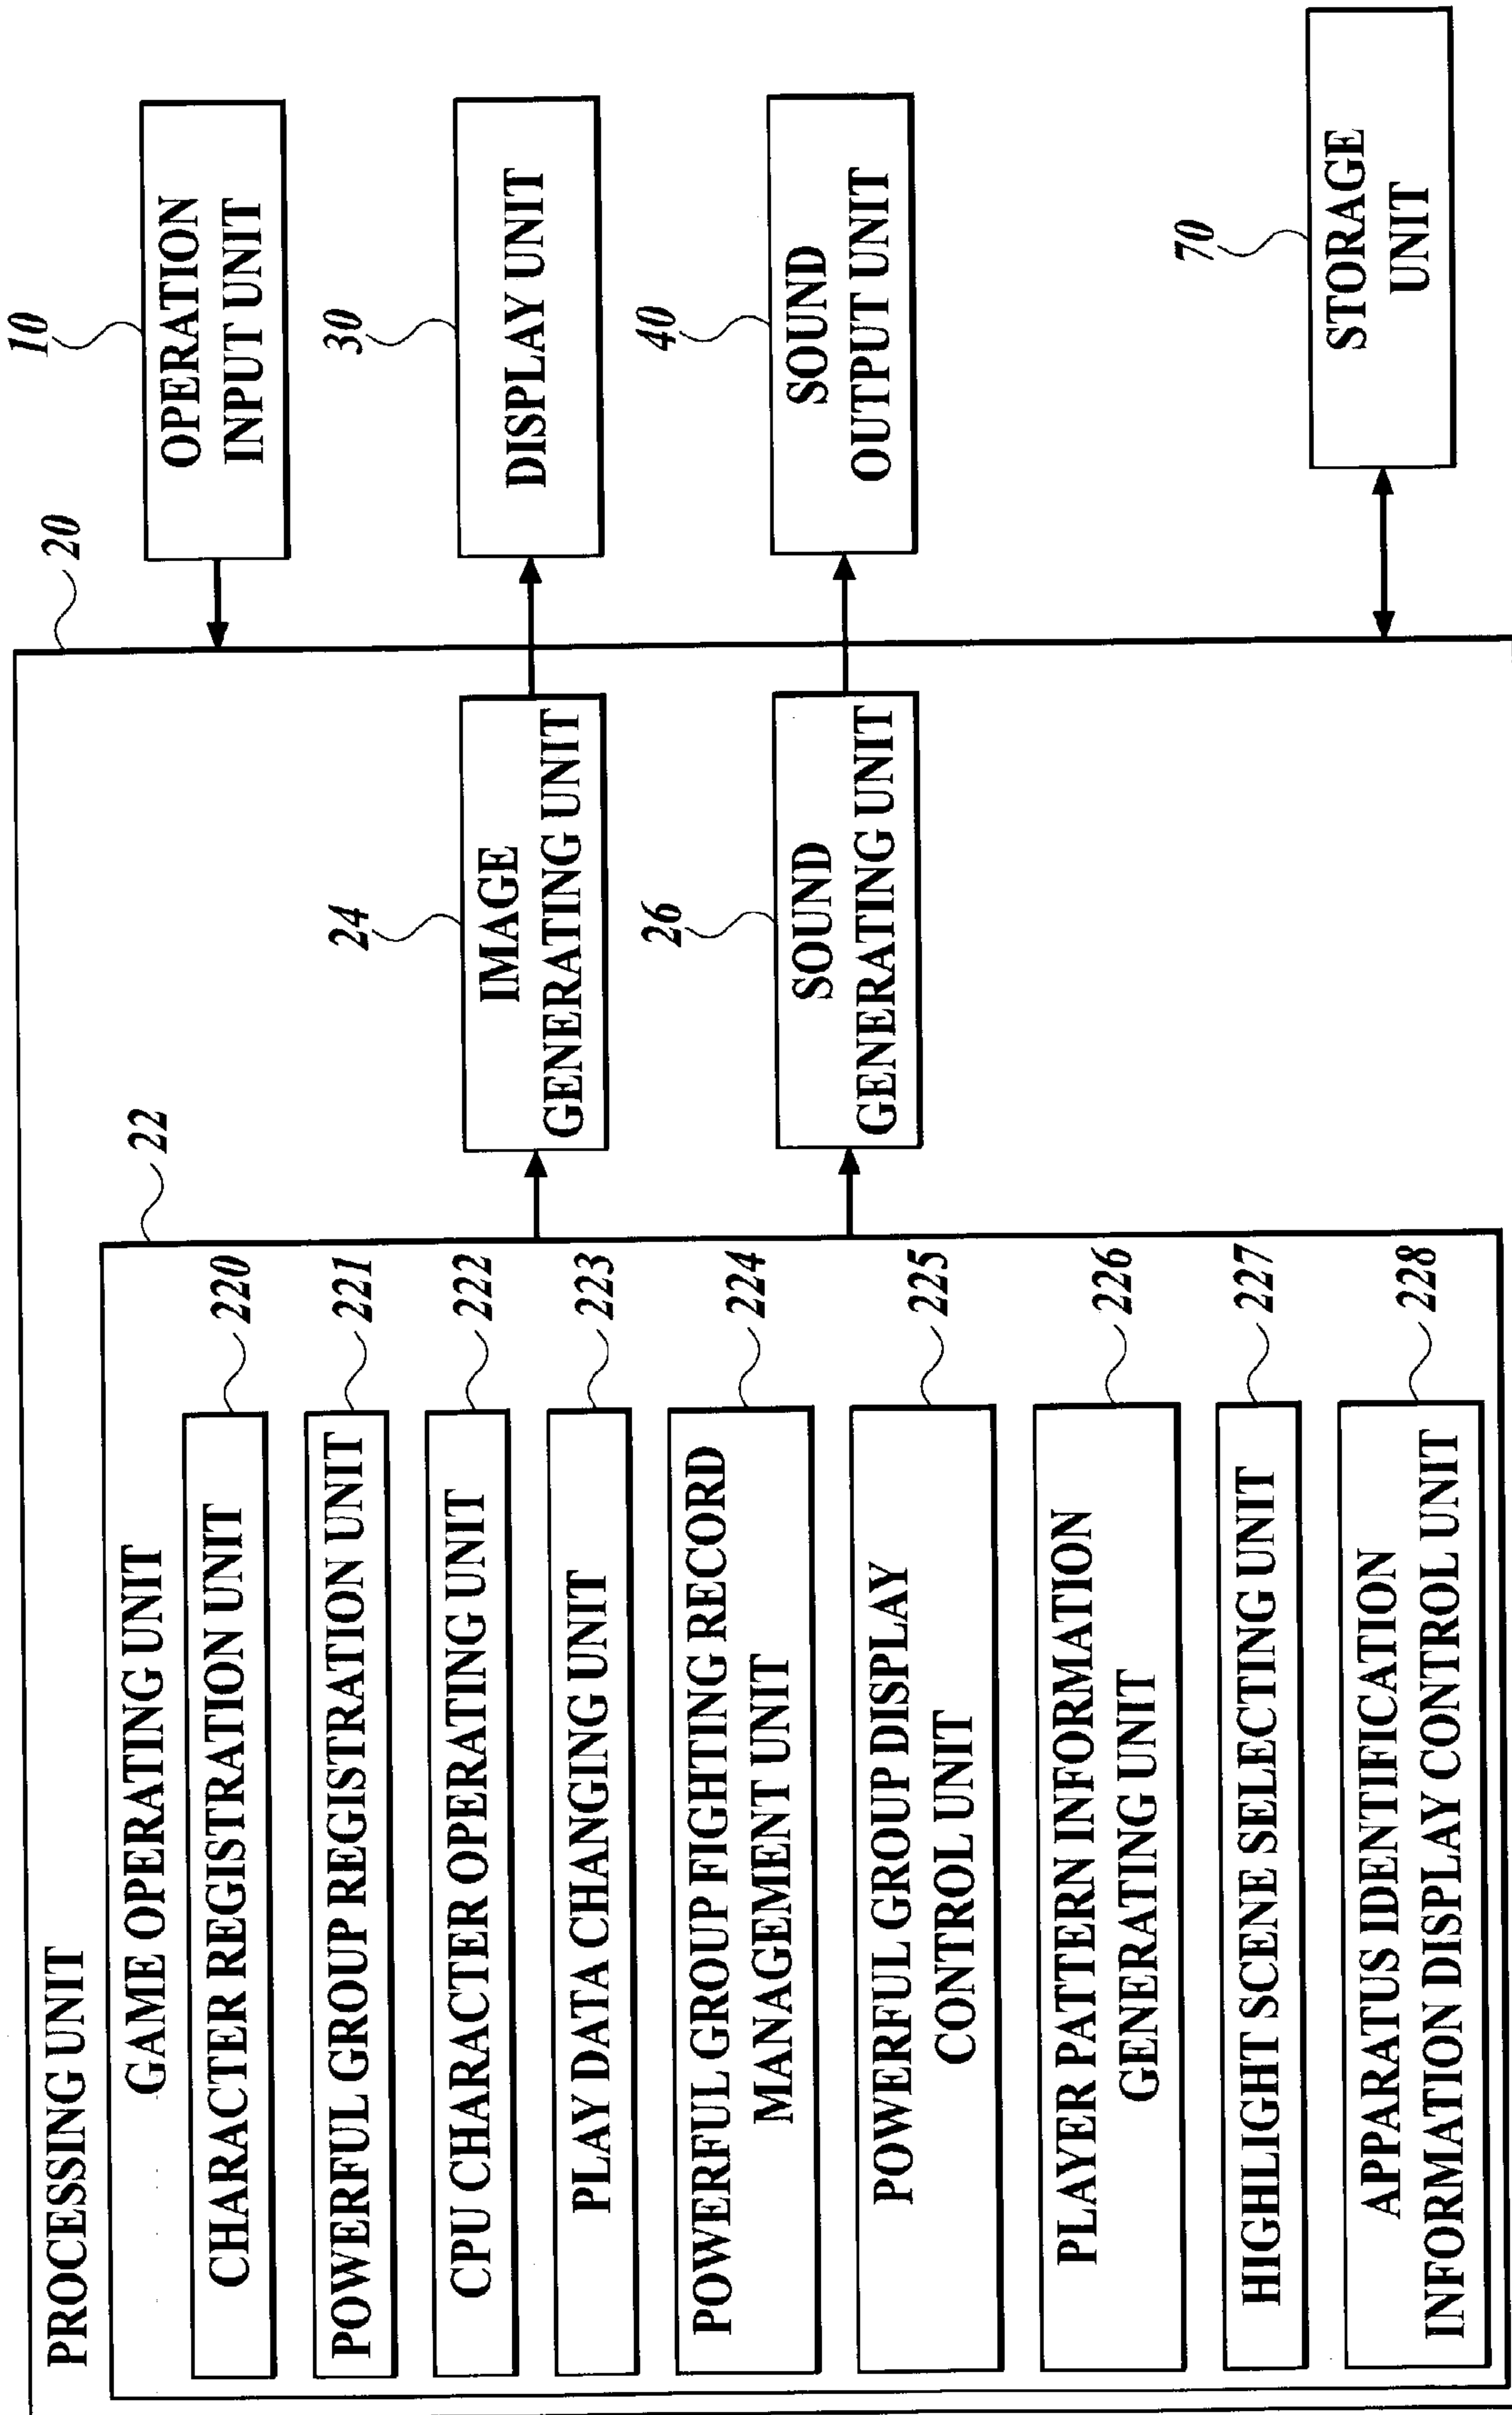 PROCESSING UNIT
20
GAME OPERATING UNIT
22
CHARACTER REGISTRATION UNIT
220
POWERFUL GROUP REGISTRATION UNIT
221
CPU CHARACTER OPERATING UNIT
222
PLAY DATA CHANGING UNIT
223
POWERFUL GROUP FIGHTING RECORD
MANAGEMENT UNIT
224
POWERFUL GROUP DISPLAY
CONTROL UNIT
225
PLAYER PATTERN INFORMATION
GENERATING UNIT
226
HIGHLIGHT SCENE SELECTING UNIT
227
APPARATUS IDENTIFICATION
INFORMATION DISPLAY CONTROL UNIT
228
24
IMAGE
GENERATING UNIT
26
SOUND
GENERATING UNIT
10
OPERATION
INPUT UNIT
30
DISPLAY UNIT
40
SOUND
OUTPUT UNIT
70
STORAGE
UNIT